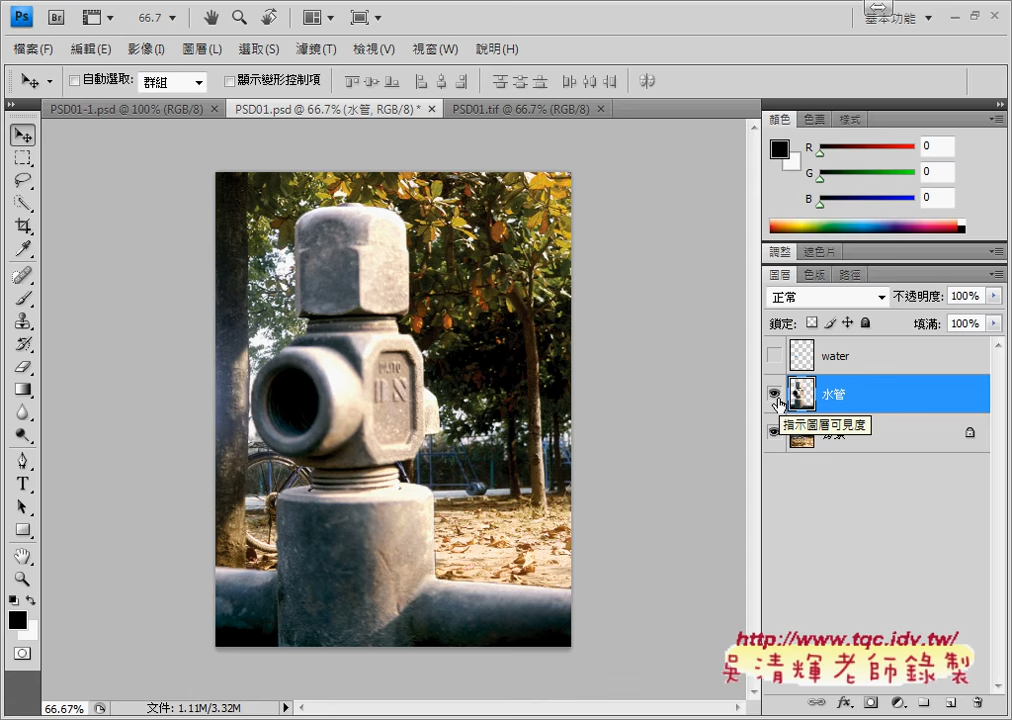 Ps Br 66.7 基本功能
檔案(F) 編輯(E) 影像(I) 圖層(L) 選取(S) 濾鏡(T) 檢視(V) 視窗(W) 說明(H)
自動選取: 群組 顯示變形控制項
PSD01-1.psd @ 100% (RGB/8) PSD01.psd @ 66.7% (水管, RGB/8) * PSD01.tif @ 66.7% (RGB/8)
顏色 色票 樣式
R 0
G 0
B 0
調整 遮色片
圖層 色版 路徑
正常 不透明度: 100%
鎖定: 填滿: 100%
water
水管
指示圖層可見度
http://www.tqc.idv.tw/
吳清輝老師錄製
66.67% 文件: 1.11M/3.32M